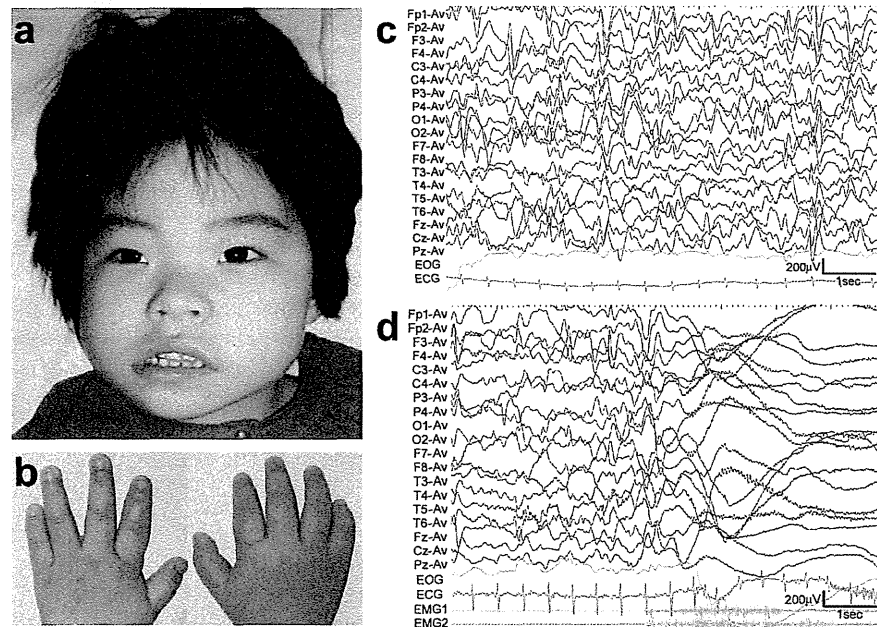 a
b
c
Fp1-Av
Fp2-Av
F3-Av
F4-Av
C3-Av
C4-Av
P3-Av
P4-Av
O1-Av
O2-Av
F7-Av
F8-Av
T3-Av
T4-Av
T5-Av
T6-Av
Fz-Av
Cz-Av
Pz-Av
EOG
ECG
200μV
1sec
d
Fp1-Av
Fp2-Av
F3-Av
F4-Av
C3-Av
C4-Av
P3-Av
P4-Av
O1-Av
O2-Av
F7-Av
F8-Av
T3-Av
T4-Av
T5-Av
T6-Av
Fz-Av
Cz-Av
Pz-Av
EOG
ECG
EMG1
EMG2
200μV
1sec